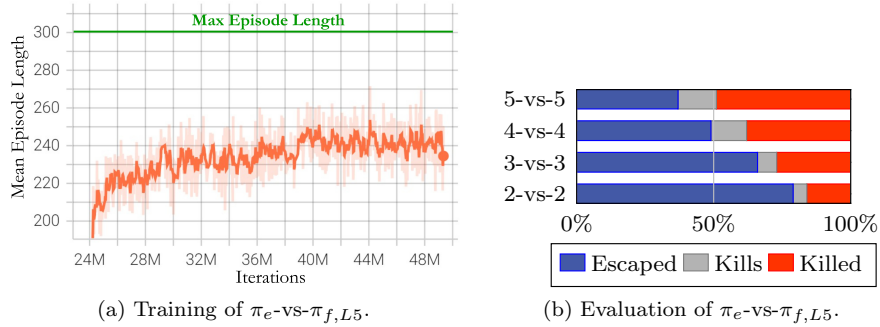 Max Episode Length
Mean Episode Length
300
280
260
240
220
200
24M 28M 32M 36M 40M 44M 48M
Iterations
(a) Training of πe-vs-πf,L5.
5-vs-5
4-vs-4
3-vs-3
2-vs-2
0% 50% 100%
Escaped Kills Killed
(b) Evaluation of πe-vs-πf,L5.